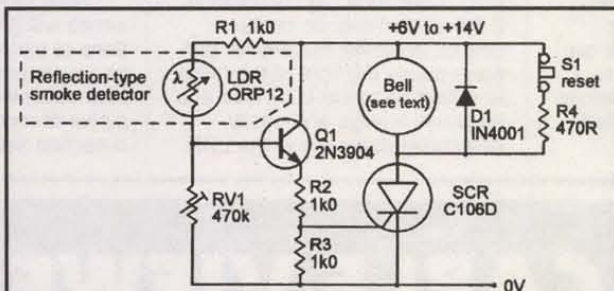 R1 1k0
+6V to +14V
Reflection-type
smoke detector
λ
LDR
ORP12
Bell
(see text)
S1
reset
D1
IN4001
R4
470R
Q1
2N3904
R2
1k0
RV1
470k
SCR
C106D
R3
1k0
0V